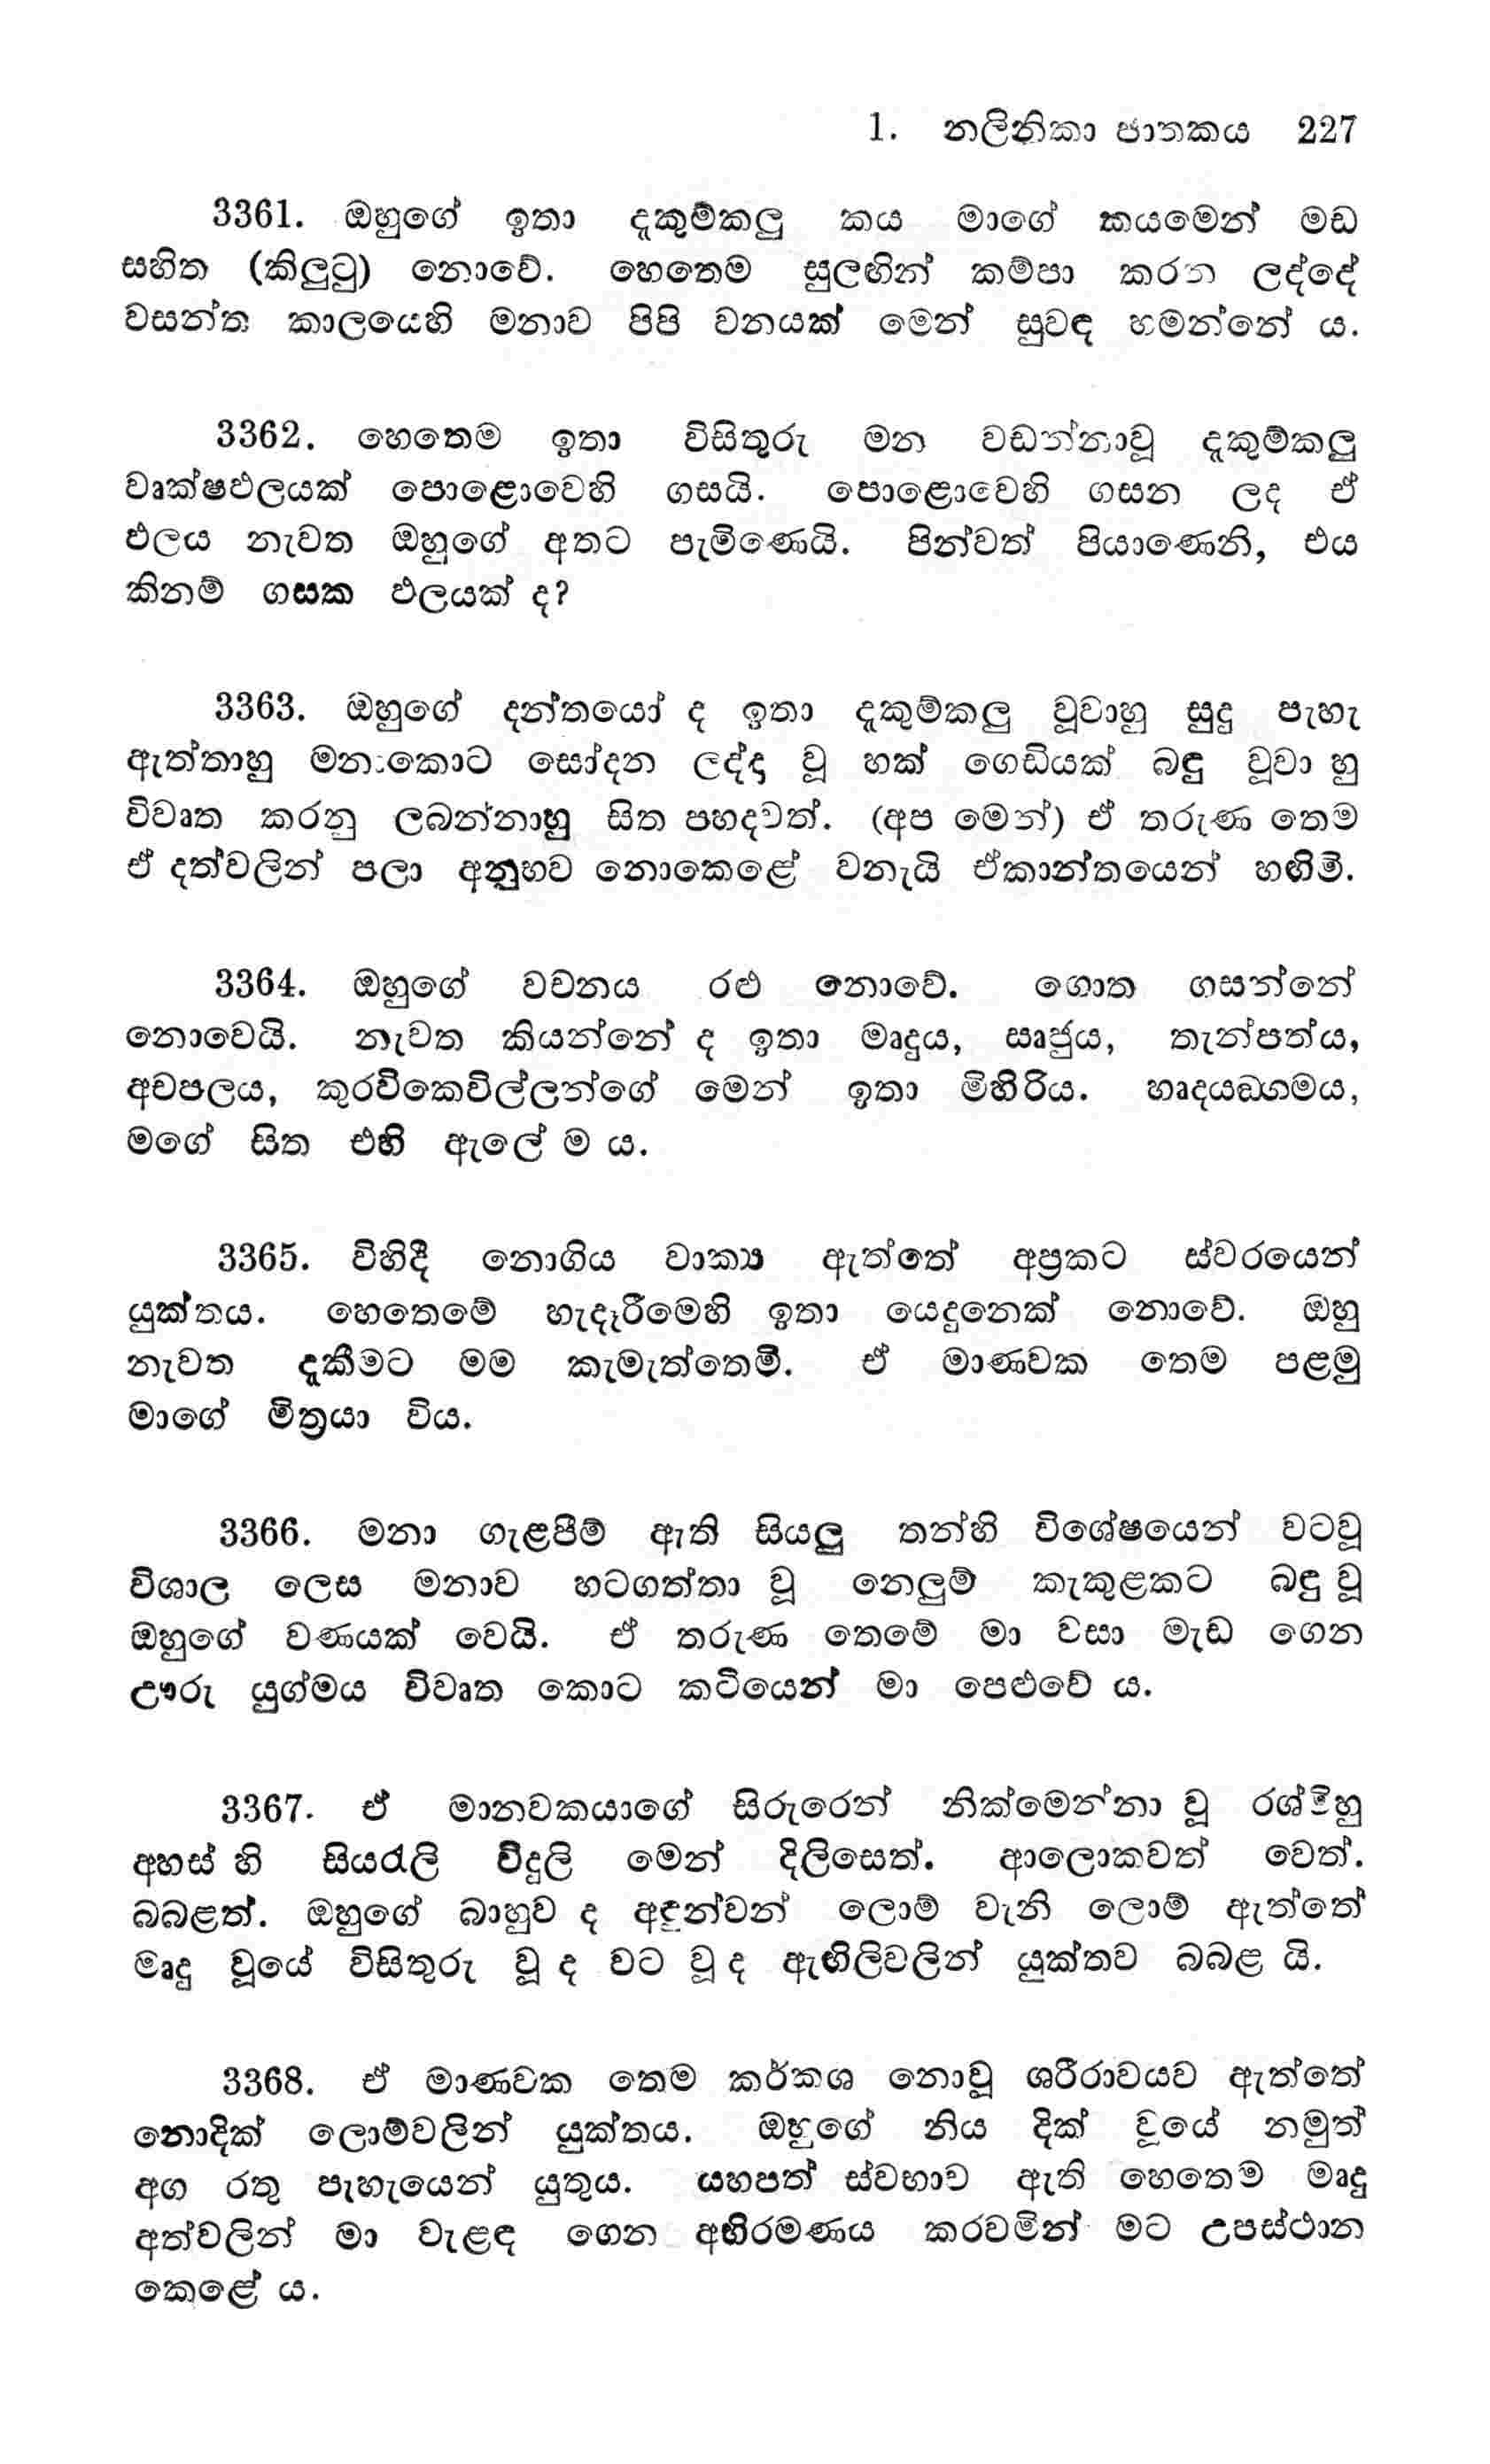 1. නලිනිකා ජාතකය 227
3361. ඔහුගේ ඉතා දැකුම්කලු කය මාගේ කයමෙන් මඩ
සහිත (කිලුටු) නොවේ. හෙතෙම සුලඟින් කම්පා කරන ලද්දේ
වසන්ත කාලයෙහි මනාව පිපි වනයක් මෙන් සුවඳ හමන්නේ ය.
3362. හෙතෙම ඉතා විසිතුරු මන වඩන්නාවූ දැකුම්කලු
වෘක්ෂඵලයක් පොළොවෙහි ගසයි. පොළොවෙහි ගසන ලද ඒ
ඵලය නැවත ඔහුගේ අතට පැමිණෙයි. පින්වත් පියාණෙනි, එය
කිනම් ගසක ඵලයක් ද?
3363. ඔහුගේ දන්තයෝ ද ඉතා දැකුම්කලු වූවාහු සුදු පැහැ
ඇත්තාහු මනාකොට සෝදන ලද්ද වූ හක් ගෙඩියක් බඳු වූවා හු
විවෘත කරනු ලබන්නාහු සිත පහදවත්. (අප මෙන්) ඒ තරුණ තෙම
ඒ දත්වලින් පලා අනුභව නොකෙළේ වනැයි ඒකාන්තයෙන් හඟිමි.
3364. ඔහුගේ වචනය රළු නොවේ. ගොත ගසන්නේ
නොවෙයි. නැවත කියන්නේ ද ඉතා මෘදුය, ඍජුය, තැන්පත්ය,
අචපලය, කුරවිකෙවිල්ලන්ගේ මෙන් ඉතා මිහිරිය. හෘදයඞ්ගමය,
මගේ සිත එහි ඇලේ ම ය.
3365. විහිදී නොගිය වාක්‍ය ඇත්තේ අප්‍රකට ස්වරයෙන්
යුක්තය. හෙතෙමේ හැදෑරීමෙහි ඉතා යෙදුනෙක් නොවේ. ඔහු
නැවත දැකීමට මම කැමැත්තෙමි. ඒ මාණවක තෙම පළමු
මාගේ මිත්‍රයා විය.
3366. මනා ගැළපීම් ඇති සියලු තන්හි විශේෂයෙන් වටවූ
විශාල ලෙස මනාව හටගත්තා වූ නෙලුම් කැකුළකට බඳු වූ
ඔහුගේ වණයක් වෙයි. ඒ තරුණ තෙමේ මා වසා මැඩ ගෙන
ඌරු යුග්මය විවෘත කොට කටියෙන් මා පෙළුවේ ය.
3367. ඒ මානවකයාගේ සිරුරෙන් නික්මෙන්නා වූ රශ්මීහු
අහස් හි සියරැලි විදුලි මෙන් දිලිසෙත්. ආලොකවත් වෙත්.
බබළත්. ඔහුගේ බාහුව ද අඳුන්වන් ලොම් වැනි ලොම් ඇත්තේ
මෘදු වූයේ විසිතුරු වූ ද වට වූ ද ඇඟිලිවලින් යුක්තව බබළ යි.
3368. ඒ මාණවක තෙම කර්කශ නොවූ ශරීරාවයව ඇත්තේ
නොදික් ලොම්වලින් යුක්තය. ඔහුගේ නිය දික් වූයේ නමුත්
අග රතු පැහැයෙන් යුතුය. යහපත් ස්වභාව ඇති හෙතෙම මෘදු
අත්වලින් මා වැළඳ ගෙන අභිරමණය කරවමින් මට උපස්ථාන
කෙළේ ය.